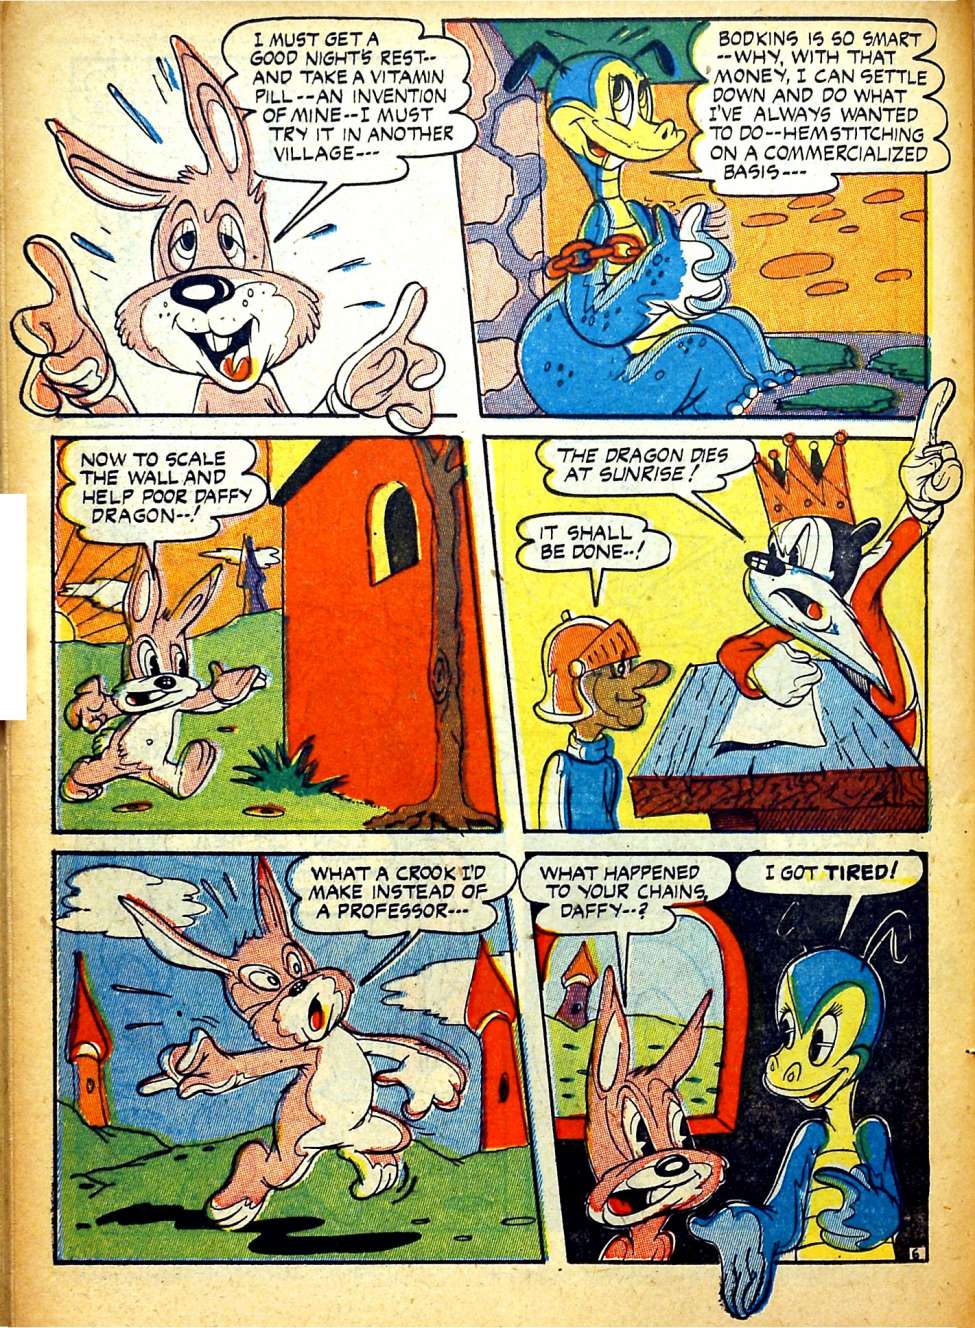 I MUST GET A
GOOD NIGHT'S REST--
AND TAKE A VITAMIN
PILL--AN INVENTION
OF MINE--I MUST
TRY IT IN ANOTHER
VILLAGE---
BODKINS IS SO SMART
--WHY, WITH THAT
MONEY, I CAN SETTLE
DOWN AND DO WHAT
I'VE ALWAYS WANTED
TO DO--HEMSTITCHING
ON A COMMERCIALIZED
BASIS---
NOW TO SCALE
THE WALL AND
HELP POOR DAFFY
DRAGON--!
THE DRAGON DIES
AT SUNRISE!
IT SHALL
BE DONE--!
WHAT A CROOK I'D
MAKE INSTEAD OF
A PROFESSOR---
WHAT HAPPENED
TO YOUR CHAINS,
DAFFY--?
I GOT TIRED!
6